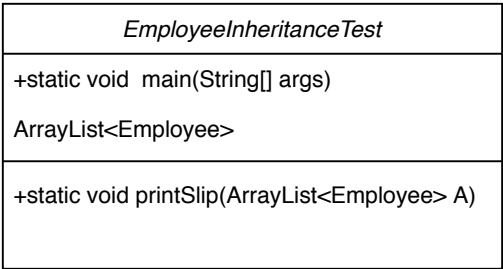 EmployeeInheritanceTest
+static void  main(String[] args)
ArrayList<Employee>
+static void printSlip(ArrayList<Employee> A)